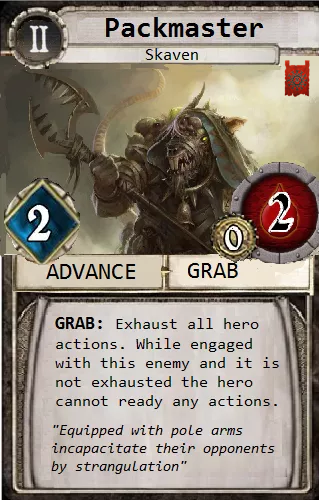 II
Packmaster
Skaven
2
0
2
ADVANCE
GRAB
GRAB: Exhaust all hero
actions. While engaged
with this enemy and it is
not exhausted the hero
cannot ready any actions.
"Equipped with pole arms
incapacitate their opponents
by strangulation"